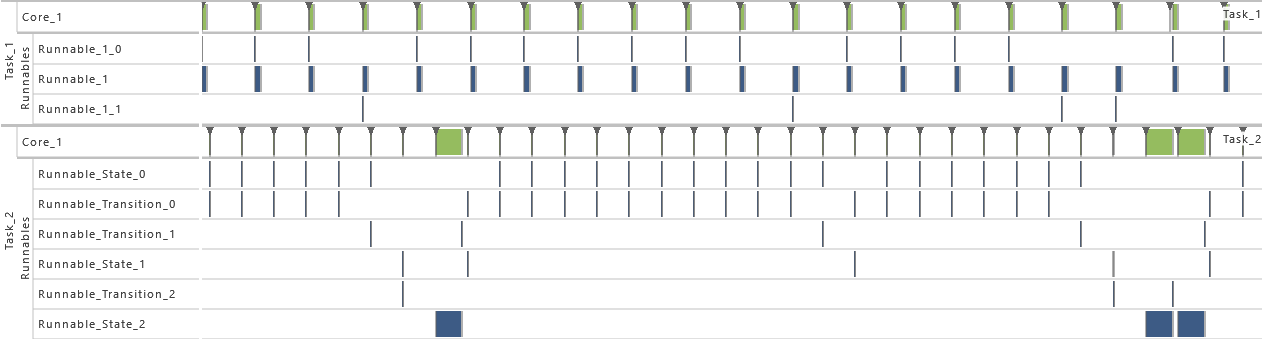 Core_1
Task_1
Task_1
Runnables
Runnable_1_0
Runnable_1
Runnable_1_1
Core_1
Task_2
Task_2
Runnables
Runnable_State_0
Runnable_Transition_0
Runnable_Transition_1
Runnable_State_1
Runnable_Transition_2
Runnable_State_2